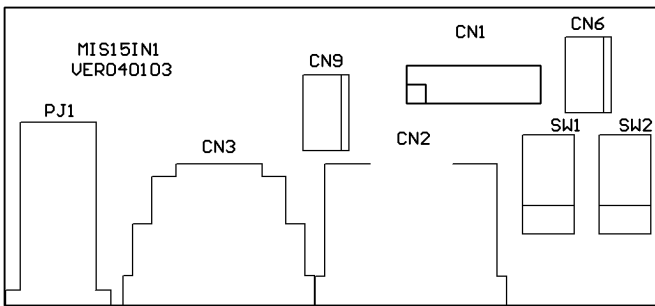 MIS15IN1
VER040103
CN1
CN6
CN9
PJ1
SW1
SW2
CN3
CN2